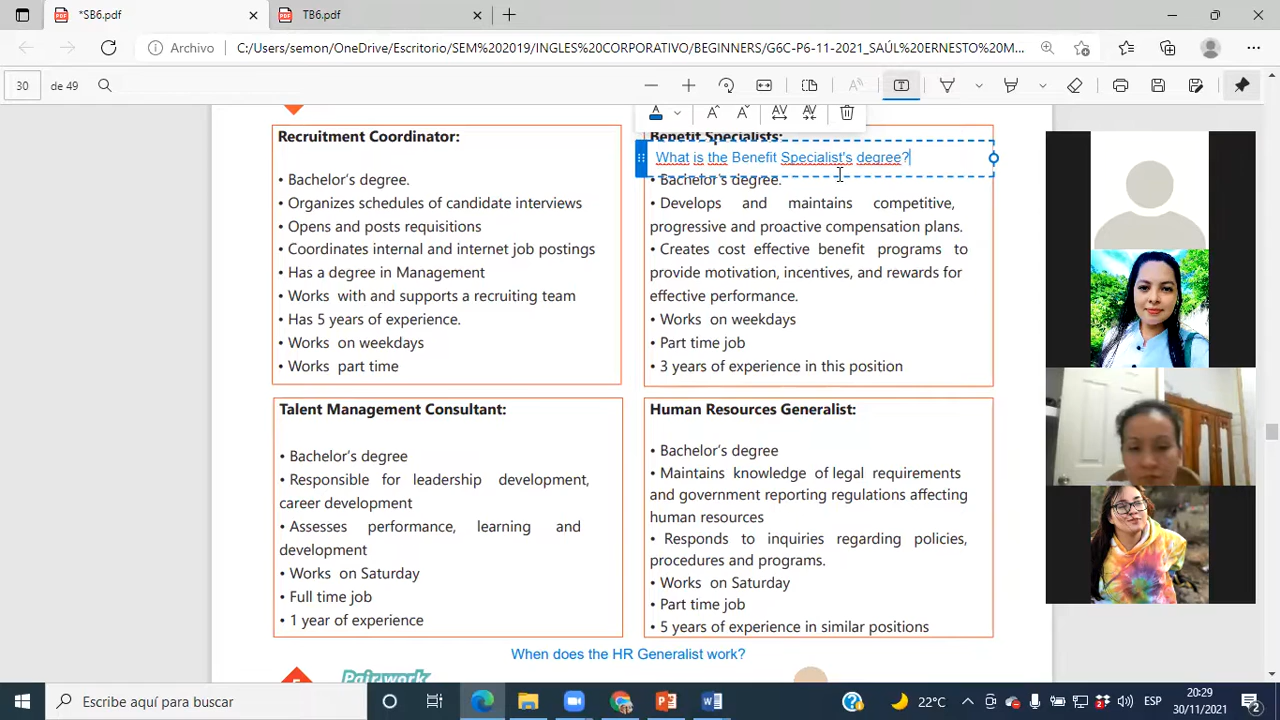 *SB6.pdf
TB6.pdf
Archivo
C:/Users/semon/OneDrive/Escritorio/SEM%202019/INGLES%20CORPORATIVO/BEGINNERS/G6C-P6-11-2021_SAÚL%20ERNESTO%20M...
30
de 49
Recruitment Coordinator:
• Bachelor's degree.
• Organizes schedules of candidate interviews
• Opens and posts requisitions
• Coordinates internal and internet job postings
• Has a degree in Management
• Works with and supports a recruiting team
• Has 5 years of experience.
• Works on weekdays
• Works part time
Benefit Specialists:
What is the Benefit Specialist's degree?
• Bachelor's degree.
• Develops and maintains competitive,
progressive and proactive compensation plans.
• Creates cost effective benefit programs to
provide motivation, incentives, and rewards for
effective performance.
• Works on weekdays
• Part time job
• 3 years of experience in this position
Talent Management Consultant:
• Bachelor's degree
• Responsible for leadership development,
career development
• Assesses performance, learning and
development
• Works on Saturday
• Full time job
• 1 year of experience
Human Resources Generalist:
• Bachelor's degree
• Maintains knowledge of legal requirements
and government reporting regulations affecting
human resources
• Responds to inquiries regarding policies,
procedures and programs.
• Works on Saturday
• Part time job
• 5 years of experience in similar positions
When does the HR Generalist work?
5
Pairwork
Escribe aquí para buscar
22°C
ESP
20:29
30/11/2021
2